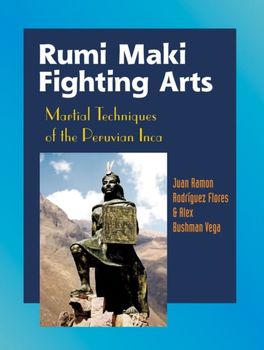 Rumi Maki
Fighting Arts
Martial Techniques
of the Peruvian Inca
Juan Ramon
Rodríguez Flores
& Alex
Bushman Vega